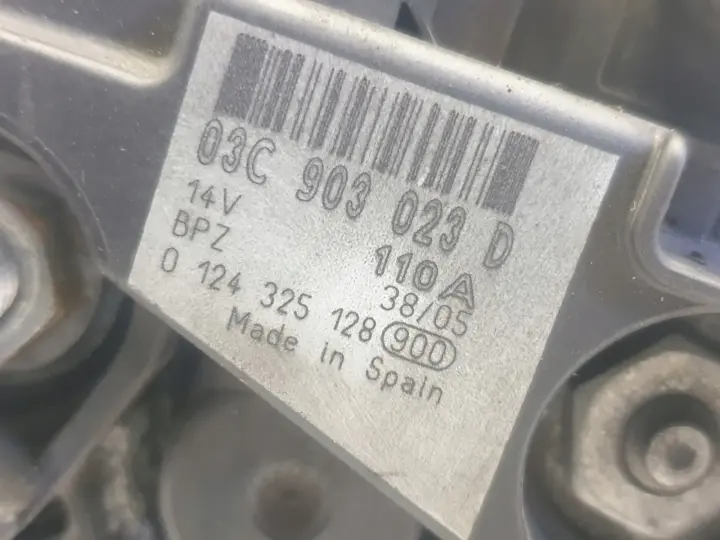 03C 903 023 D
14V 110A
BPZ 38/05
0 124 325 128 900
Made in Spain